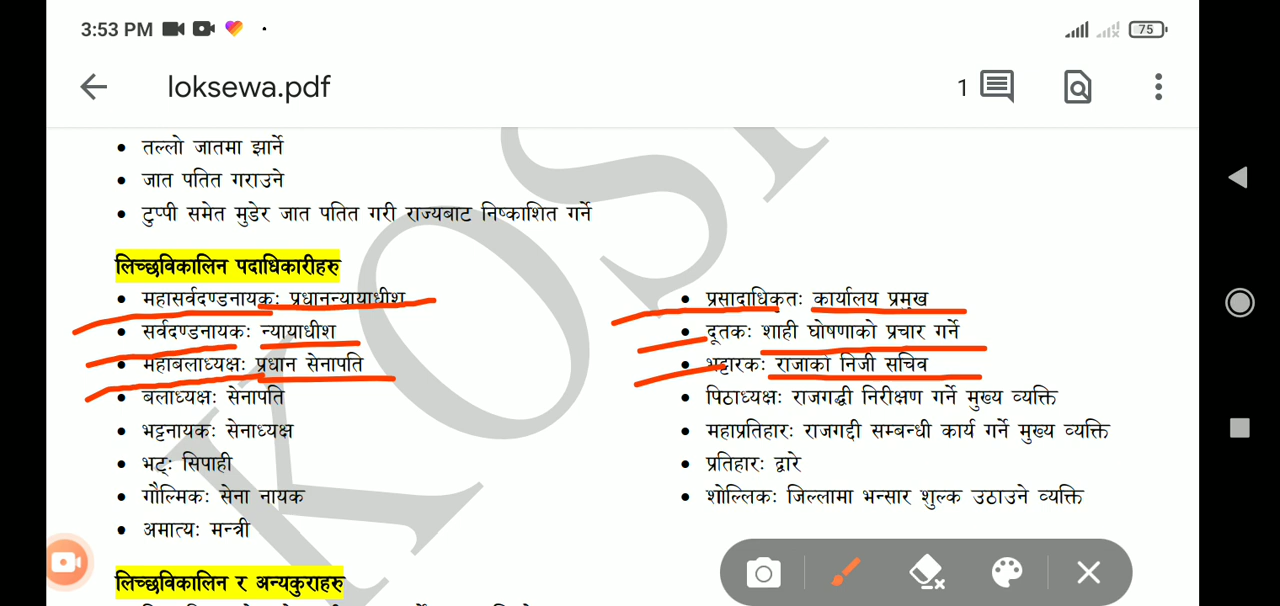 3:53 PM
75
loksewa.pdf
1
तल्लो जातमा झार्ने
जात पतित गराउने
टुप्पी समेत मुडेर जात पतित गरी राज्यबाट निष्काशित गर्ने
लिच्छविकालिन पदाधिकारीहरु
महासर्वदण्डनायकः प्रधानन्यायाधीश
सर्वदण्डनायकः न्यायाधीश
महाबलाध्यक्षः प्रधान सेनापति
बलाध्यक्षः सेनापति
भट्टनायकः सेनाध्यक्ष
भट्ः सिपाही
गौल्मिकः सेना नायक
अमात्यः मन्त्री
प्रसादाधिकृतः कार्यालय प्रमुख
दूतकः शाही घोषणाको प्रचार गर्ने
भट्टारकः राजाको निजी सचिव
पिठाध्यक्षः राजगद्धी निरीक्षण गर्ने मुख्य व्यक्ति
महाप्रतिहारः राजगद्दी सम्बन्धी कार्य गर्ने मुख्य व्यक्ति
प्रतिहारः द्वारे
शोल्लिकः जिल्लामा भन्सार शुल्क उठाउने व्यक्ति
लिच्छविकालिन र अन्यकुराहरु